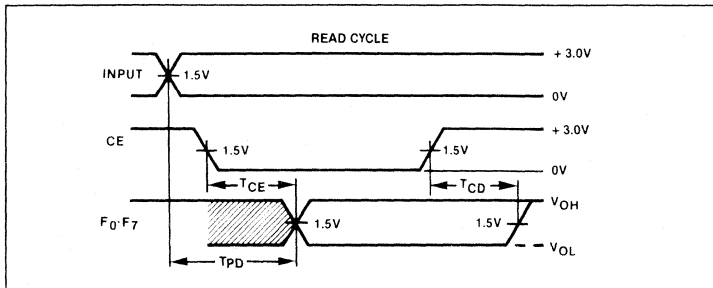 READ CYCLE
INPUT
1.5V
+ 3.0V
0V
CE
1.5V
1.5V
+ 3.0V
0V
TCE
TCD
F0-F7
1.5V
1.5V
VOH
VOL
TPD